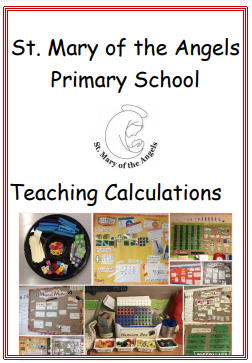 St. Mary of the Angels
Primary School
St. Mary of the Angels
Teaching Calculations